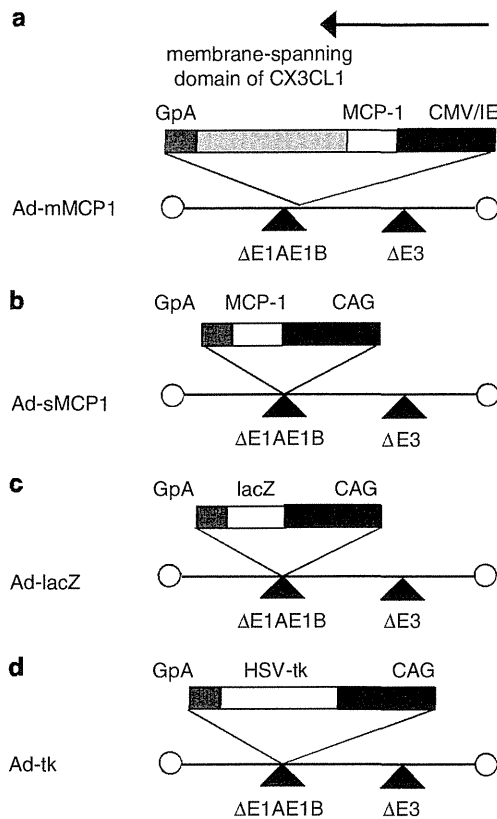 a
membrane-spanning
domain of CX3CL1
GpA MCP-1 CMV/IE
Ad-mMCP1
ΔE1AE1B ΔE3
b
GpA MCP-1 CAG
Ad-sMCP1
ΔE1AE1B ΔE3
c
GpA lacZ CAG
Ad-lacZ
ΔE1AE1B ΔE3
d
GpA HSV-tk CAG
Ad-tk
ΔE1AE1B ΔE3